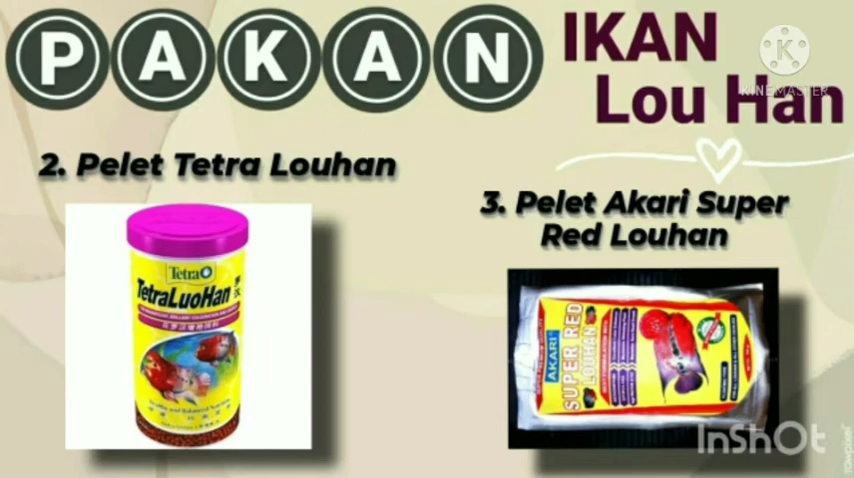 PAKAN
IKAN
Lou Han
KINEMASTER
2. Pelet Tetra Louhan
3. Pelet Akari Super
Red Louhan
Tetra
TetraLuoHan
AKARI
SUPER RED
LOUHAN
InShOt
rawpixel